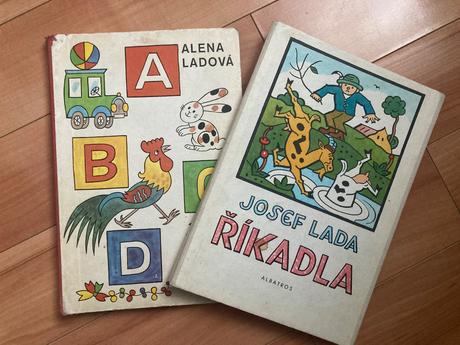 ALENA
LADOVÁ
A
B
C
D
JOSEF LADA
ŘÍKADLA
ALBATROS